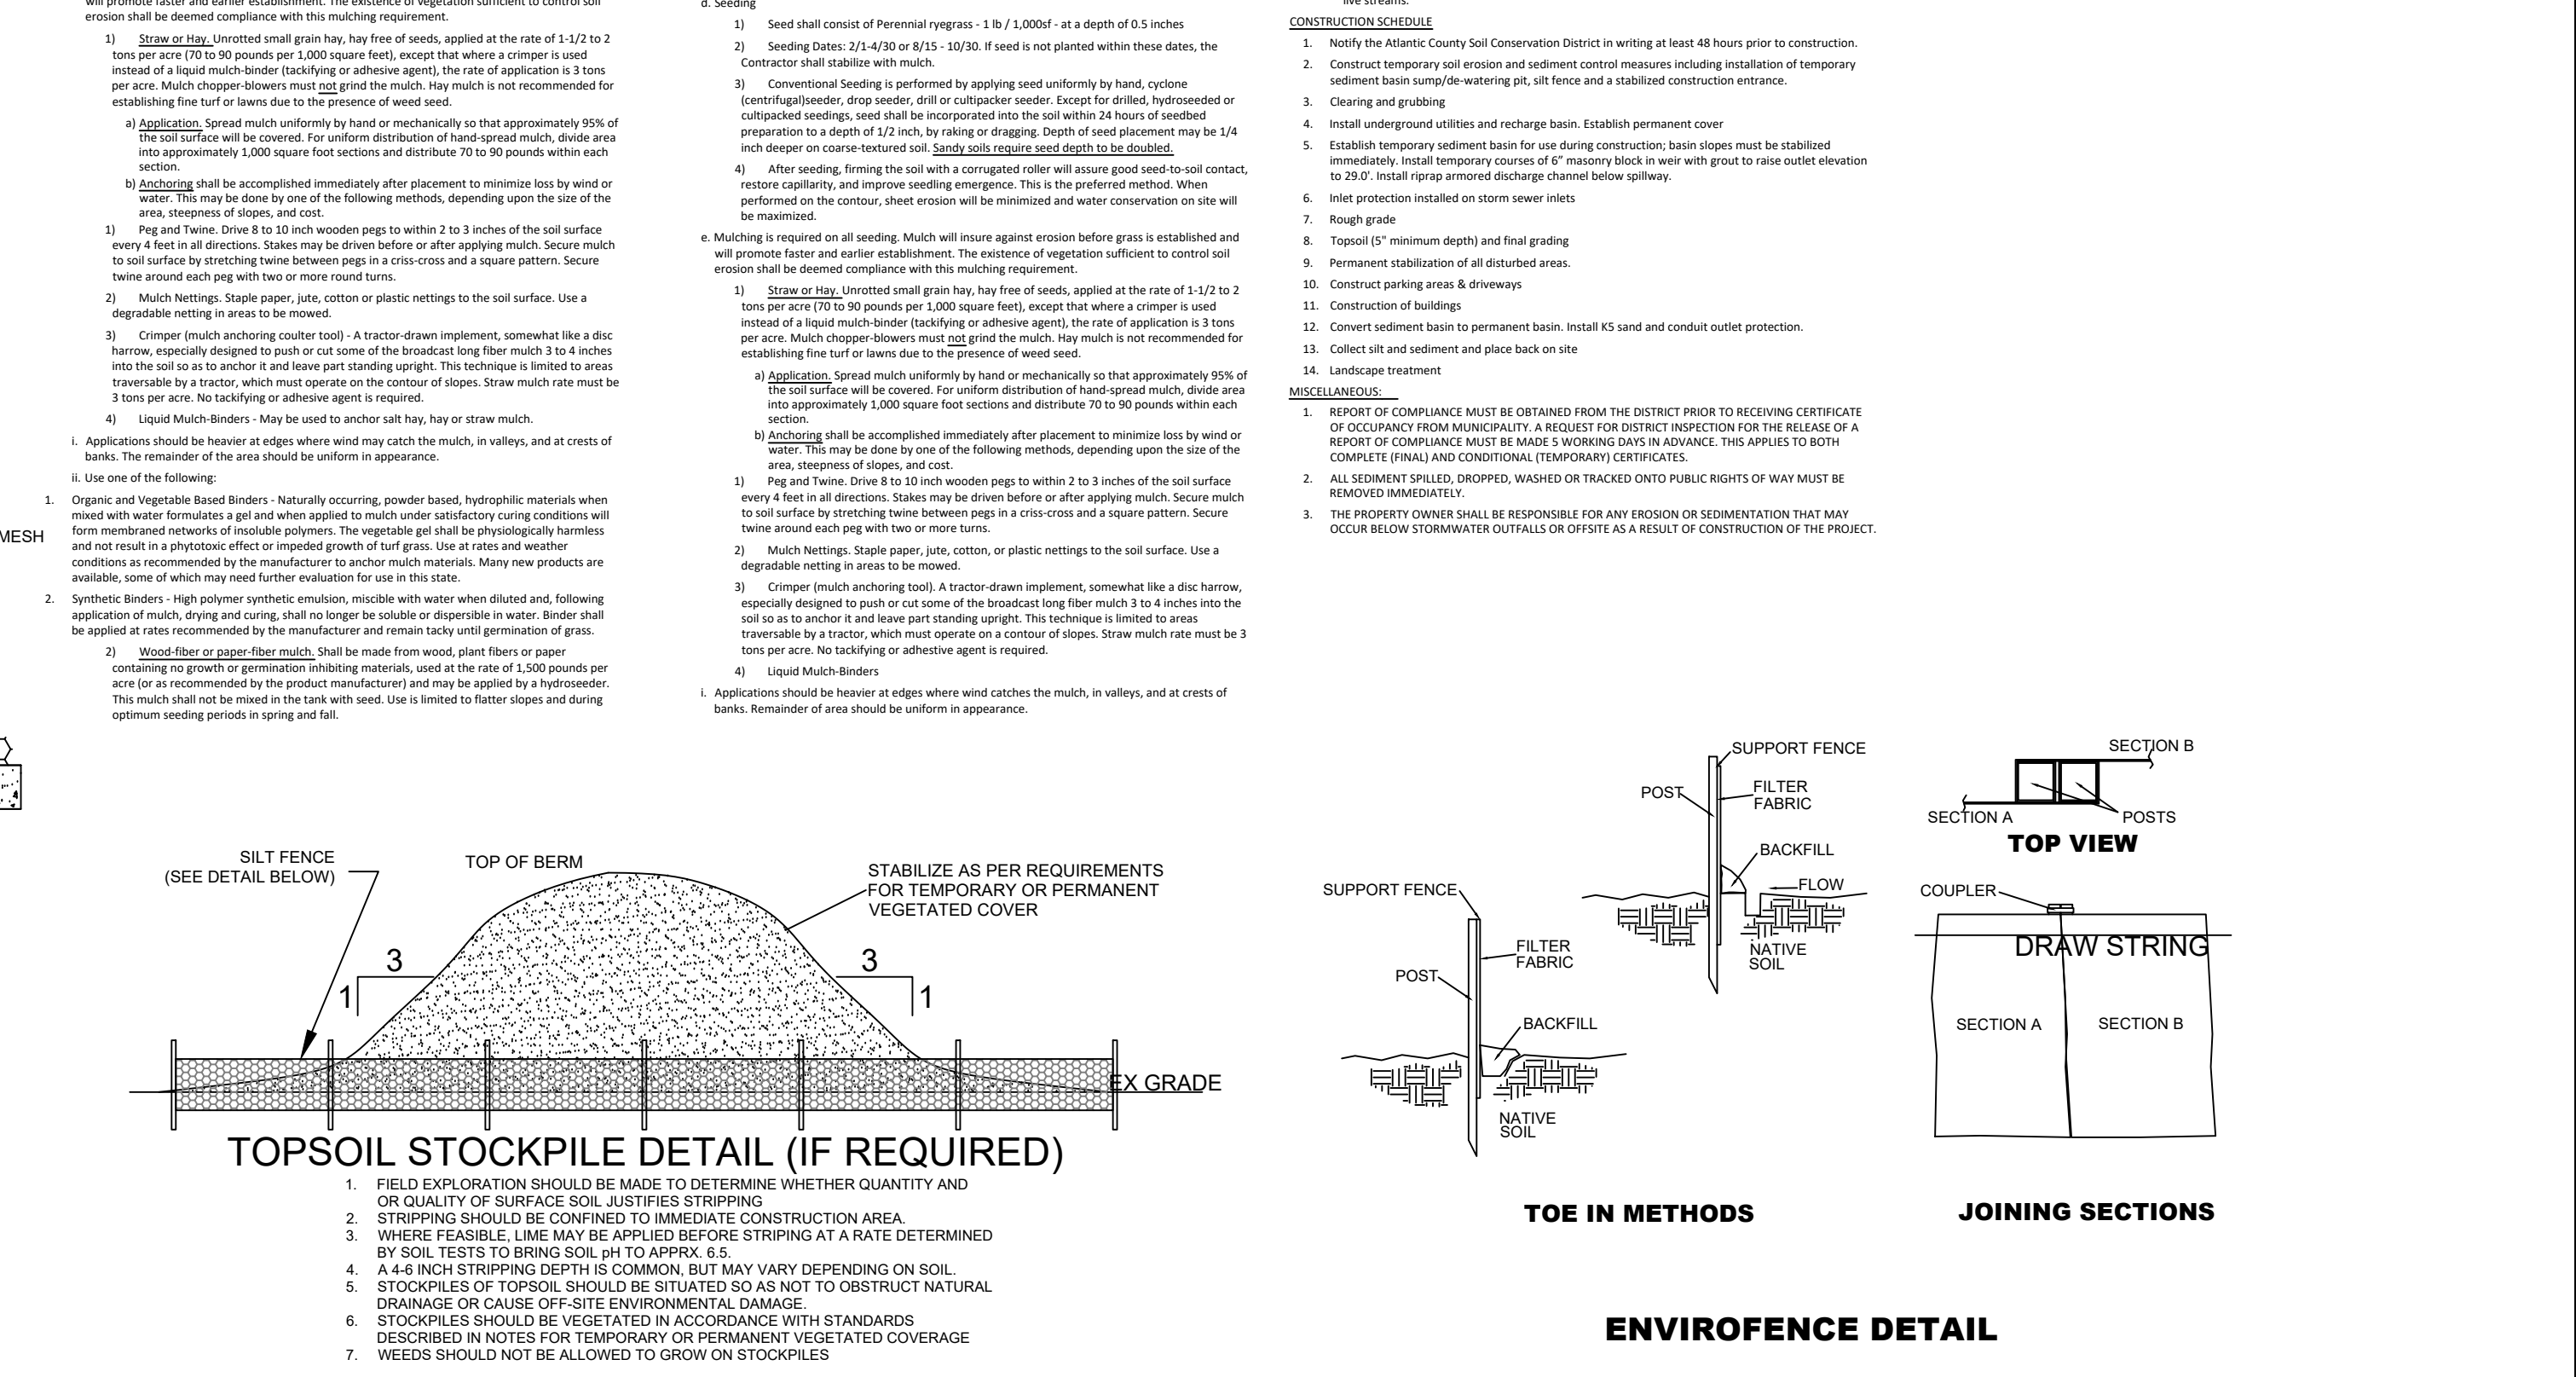 will promote faster and earlier establishment. The existence of vegetation sufficient to control soil
erosion shall be deemed compliance with this mulching requirement.
1) Straw or Hay. Unrotted small grain hay, hay free of seeds, applied at the rate of 1-1/2 to 2
tons per acre (70 to 90 pounds per 1,000 square feet), except that where a crimper is used
instead of a liquid mulch-binder (tackifying or adhesive agent), the rate of application is 3 tons
per acre. Mulch chopper-blowers must not grind the mulch. Hay mulch is not recommended for
establishing fine turf or lawns due to the presence of weed seed.
a) Application. Spread mulch uniformly by hand or mechanically so that approximately 95% of
the soil surface will be covered. For uniform distribution of hand-spread mulch, divide area
into approximately 1,000 square foot sections and distribute 70 to 90 pounds within each
section.
b) Anchoring shall be accomplished immediately after placement to minimize loss by wind or
water. This may be done by one of the following methods, depending upon the size of the
area, steepness of slopes, and cost.
1) Peg and Twine. Drive 8 to 10 inch wooden pegs to within 2 to 3 inches of the soil surface
every 4 feet in all directions. Stakes may be driven before or after applying mulch. Secure mulch
to soil surface by stretching twine between pegs in a criss-cross and a square pattern. Secure
twine around each peg with two or more round turns.
2) Mulch Nettings. Staple paper, jute, cotton or plastic nettings to the soil surface. Use a
degradable netting in areas to be mowed.
3) Crimper (mulch anchoring coulter tool) - A tractor-drawn implement, somewhat like a disc
harrow, especially designed to push or cut some of the broadcast long fiber mulch 3 to 4 inches
into the soil so as to anchor it and leave part standing upright. This technique is limited to areas
traversable by a tractor, which must operate on the contour of slopes. Straw mulch rate must be
3 tons per acre. No tackifying or adhesive agent is required.
4) Liquid Mulch-Binders - May be used to anchor salt hay, hay or straw mulch.
i. Applications should be heavier at edges where wind may catch the mulch, in valleys, and at crests of
banks. The remainder of the area should be uniform in appearance.
ii. Use one of the following:
1. Organic and Vegetable Based Binders - Naturally occurring, powder based, hydrophilic materials when
mixed with water formulates a gel and when applied to mulch under satisfactory curing conditions will
form membraned networks of insoluble polymers. The vegetable gel shall be physiologically harmless
and not result in a phytotoxic effect or impeded growth of turf grass. Use at rates and weather
conditions as recommended by the manufacturer to anchor mulch materials. Many new products are
available, some of which may need further evaluation for use in this state.
2. Synthetic Binders - High polymer synthetic emulsion, miscible with water when diluted and, following
application of mulch, drying and curing, shall no longer be soluble or dispersible in water. Binder shall
be applied at rates recommended by the manufacturer and remain tacky until germination of grass.
2) Wood-fiber or paper-fiber mulch. Shall be made from wood, plant fibers or paper
containing no growth or germination inhibiting materials, used at the rate of 1,500 pounds per
acre (or as recommended by the product manufacturer) and may be applied by a hydroseeder.
This mulch shall not be mixed in the tank with seed. Use is limited to flatter slopes and during
optimum seeding periods in spring and fall.
MESH
d. Seeding
1) Seed shall consist of Perennial ryegrass - 1 lb / 1,000sf - at a depth of 0.5 inches
2) Seeding Dates: 2/1-4/30 or 8/15 - 10/30. If seed is not planted within these dates, the
Contractor shall stabilize with mulch.
3) Conventional Seeding is performed by applying seed uniformly by hand, cyclone
(centrifugal)seeder, drop seeder, drill or cultipacker seeder. Except for drilled, hydroseeded or
cultipacked seedings, seed shall be incorporated into the soil within 24 hours of seedbed
preparation to a depth of 1/2 inch, by raking or dragging. Depth of seed placement may be 1/4
inch deeper on coarse-textured soil. Sandy soils require seed depth to be doubled.
4) After seeding, firming the soil with a corrugated roller will assure good seed-to-soil contact,
restore capillarity, and improve seedling emergence. This is the preferred method. When
performed on the contour, sheet erosion will be minimized and water conservation on site will
be maximized.
e. Mulching is required on all seeding. Mulch will insure against erosion before grass is established and
will promote faster and earlier establishment. The existence of vegetation sufficient to control soil
erosion shall be deemed compliance with this mulching requirement.
1) Straw or Hay. Unrotted small grain hay, hay free of seeds, applied at the rate of 1-1/2 to 2
tons per acre (70 to 90 pounds per 1,000 square feet), except that where a crimper is used
instead of a liquid mulch-binder (tackifying or adhesive agent), the rate of application is 3 tons
per acre. Mulch chopper-blowers must not grind the mulch. Hay mulch is not recommended for
establishing fine turf or lawns due to the presence of weed seed.
a) Application. Spread mulch uniformly by hand or mechanically so that approximately 95% of
the soil surface will be covered. For uniform distribution of hand-spread mulch, divide area
into approximately 1,000 square foot sections and distribute 70 to 90 pounds within each
section.
b) Anchoring shall be accomplished immediately after placement to minimize loss by wind or
water. This may be done by one of the following methods, depending upon the size of the
area, steepness of slopes, and cost.
1) Peg and Twine. Drive 8 to 10 inch wooden pegs to within 2 to 3 inches of the soil surface
every 4 feet in all directions. Stakes may be driven before or after applying mulch. Secure mulch
to soil surface by stretching twine between pegs in a criss-cross and a square pattern. Secure
twine around each peg with two or more turns.
2) Mulch Nettings. Staple paper, jute, cotton, or plastic nettings to the soil surface. Use a
degradable netting in areas to be mowed.
3) Crimper (mulch anchoring tool). A tractor-drawn implement, somewhat like a disc harrow,
especially designed to push or cut some of the broadcast long fiber mulch 3 to 4 inches into the
soil so as to anchor it and leave part standing upright. This technique is limited to areas
traversable by a tractor, which must operate on a contour of slopes. Straw mulch rate must be 3
tons per acre. No tackifying or adhestive agent is required.
4) Liquid Mulch-Binders
i. Applications should be heavier at edges where wind catches the mulch, in valleys, and at crests of
banks. Remainder of area should be uniform in appearance.
live streams.
CONSTRUCTION SCHEDULE
1. Notify the Atlantic County Soil Conservation District in writing at least 48 hours prior to construction.
2. Construct temporary soil erosion and sediment control measures including installation of temporary
sediment basin sump/de-watering pit, silt fence and a stabilized construction entrance.
3. Clearing and grubbing
4. Install underground utilities and recharge basin. Establish permanent cover
5. Establish temporary sediment basin for use during construction; basin slopes must be stabilized
immediately. Install temporary courses of 6” masonry block in weir with grout to raise outlet elevation
to 29.0'. Install riprap armored discharge channel below spillway.
6. Inlet protection installed on storm sewer inlets
7. Rough grade
8. Topsoil (5" minimum depth) and final grading
9. Permanent stabilization of all disturbed areas.
10. Construct parking areas & driveways
11. Construction of buildings
12. Convert sediment basin to permanent basin. Install K5 sand and conduit outlet protection.
13. Collect silt and sediment and place back on site
14. Landscape treatment
MISCELLANEOUS:
1. REPORT OF COMPLIANCE MUST BE OBTAINED FROM THE DISTRICT PRIOR TO RECEIVING CERTIFICATE
OF OCCUPANCY FROM MUNICIPALITY. A REQUEST FOR DISTRICT INSPECTION FOR THE RELEASE OF A
REPORT OF COMPLIANCE MUST BE MADE 5 WORKING DAYS IN ADVANCE. THIS APPLIES TO BOTH
COMPLETE (FINAL) AND CONDITIONAL (TEMPORARY) CERTIFICATES.
2. ALL SEDIMENT SPILLED, DROPPED, WASHED OR TRACKED ONTO PUBLIC RIGHTS OF WAY MUST BE
REMOVED IMMEDIATELY.
3. THE PROPERTY OWNER SHALL BE RESPONSIBLE FOR ANY EROSION OR SEDIMENTATION THAT MAY
OCCUR BELOW STORMWATER OUTFALLS OR OFFSITE AS A RESULT OF CONSTRUCTION OF THE PROJECT.
SILT FENCE
(SEE DETAIL BELOW)
TOP OF BERM
STABILIZE AS PER REQUIREMENTS
FOR TEMPORARY OR PERMANENT
VEGETATED COVER
3
1
3
1
EX GRADE
TOPSOIL STOCKPILE DETAIL (IF REQUIRED)
1. FIELD EXPLORATION SHOULD BE MADE TO DETERMINE WHETHER QUANTITY AND
OR QUALITY OF SURFACE SOIL JUSTIFIES STRIPPING
2. STRIPPING SHOULD BE CONFINED TO IMMEDIATE CONSTRUCTION AREA.
3. WHERE FEASIBLE, LIME MAY BE APPLIED BEFORE STRIPING AT A RATE DETERMINED
BY SOIL TESTS TO BRING SOIL pH TO APPRX. 6.5.
4. A 4-6 INCH STRIPPING DEPTH IS COMMON, BUT MAY VARY DEPENDING ON SOIL.
5. STOCKPILES OF TOPSOIL SHOULD BE SITUATED SO AS NOT TO OBSTRUCT NATURAL
DRAINAGE OR CAUSE OFF-SITE ENVIRONMENTAL DAMAGE.
6. STOCKPILES SHOULD BE VEGETATED IN ACCORDANCE WITH STANDARDS
DESCRIBED IN NOTES FOR TEMPORARY OR PERMANENT VEGETATED COVERAGE
7. WEEDS SHOULD NOT BE ALLOWED TO GROW ON STOCKPILES
SUPPORT FENCE
POST
FILTER
FABRIC
BACKFILL
FLOW
NATIVE
SOIL
SUPPORT FENCE
FILTER
FABRIC
POST
BACKFILL
NATIVE
SOIL
TOE IN METHODS
SECTION B
SECTION A
POSTS
TOP VIEW
COUPLER
DRAW STRING
SECTION A
SECTION B
JOINING SECTIONS
ENVIROFENCE DETAIL